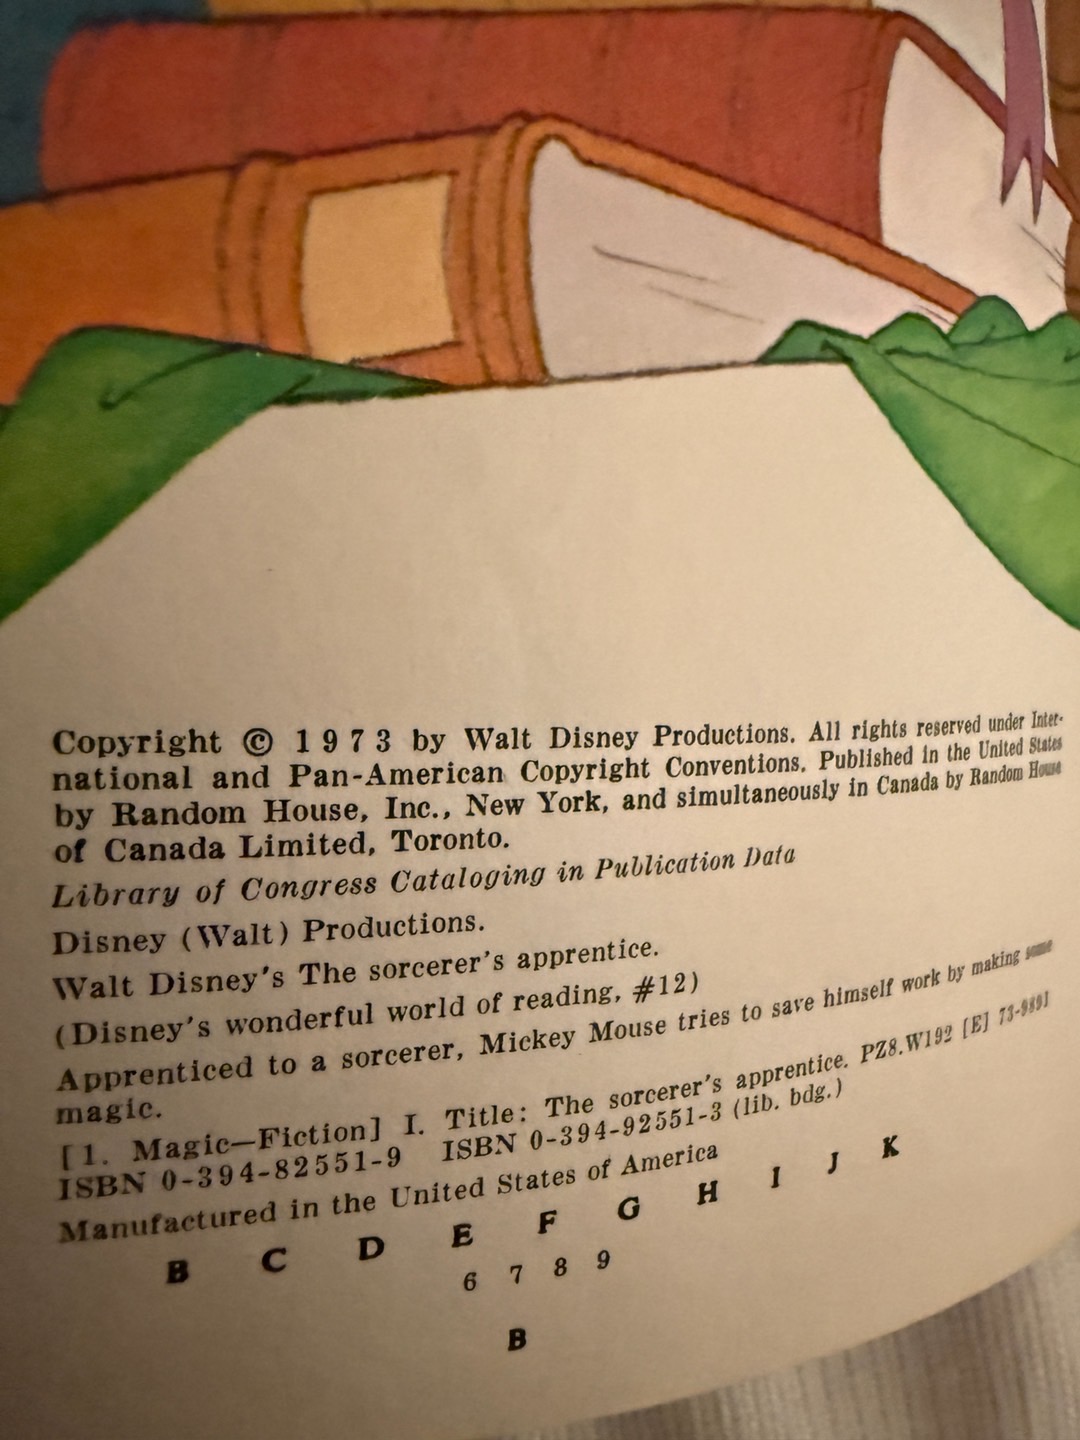 Copyright © 1973 by Walt Disney Productions. All rights reserved under Inter-
national and Pan-American Copyright Conventions. Published in the United States
by Random House, Inc., New York, and simultaneously in Canada by Random House
of Canada Limited, Toronto.
Library of Congress Cataloging in Publication Data
Disney (Walt) Productions.
Walt Disney's The sorcerer's apprentice.
(Disney's wonderful world of reading, #12)
Apprenticed to a sorcerer, Mickey Mouse tries to save himself work by making some
magic.
[1. Magic—Fiction] I. Title: The sorcerer's apprentice. PZ8.W192 [E] 73-9891
ISBN 0-394-82551-9 ISBN 0-394-92551-3 (lib. bdg.)
Manufactured in the United States of America
B C D E F G H I J K
6 7 8 9
B